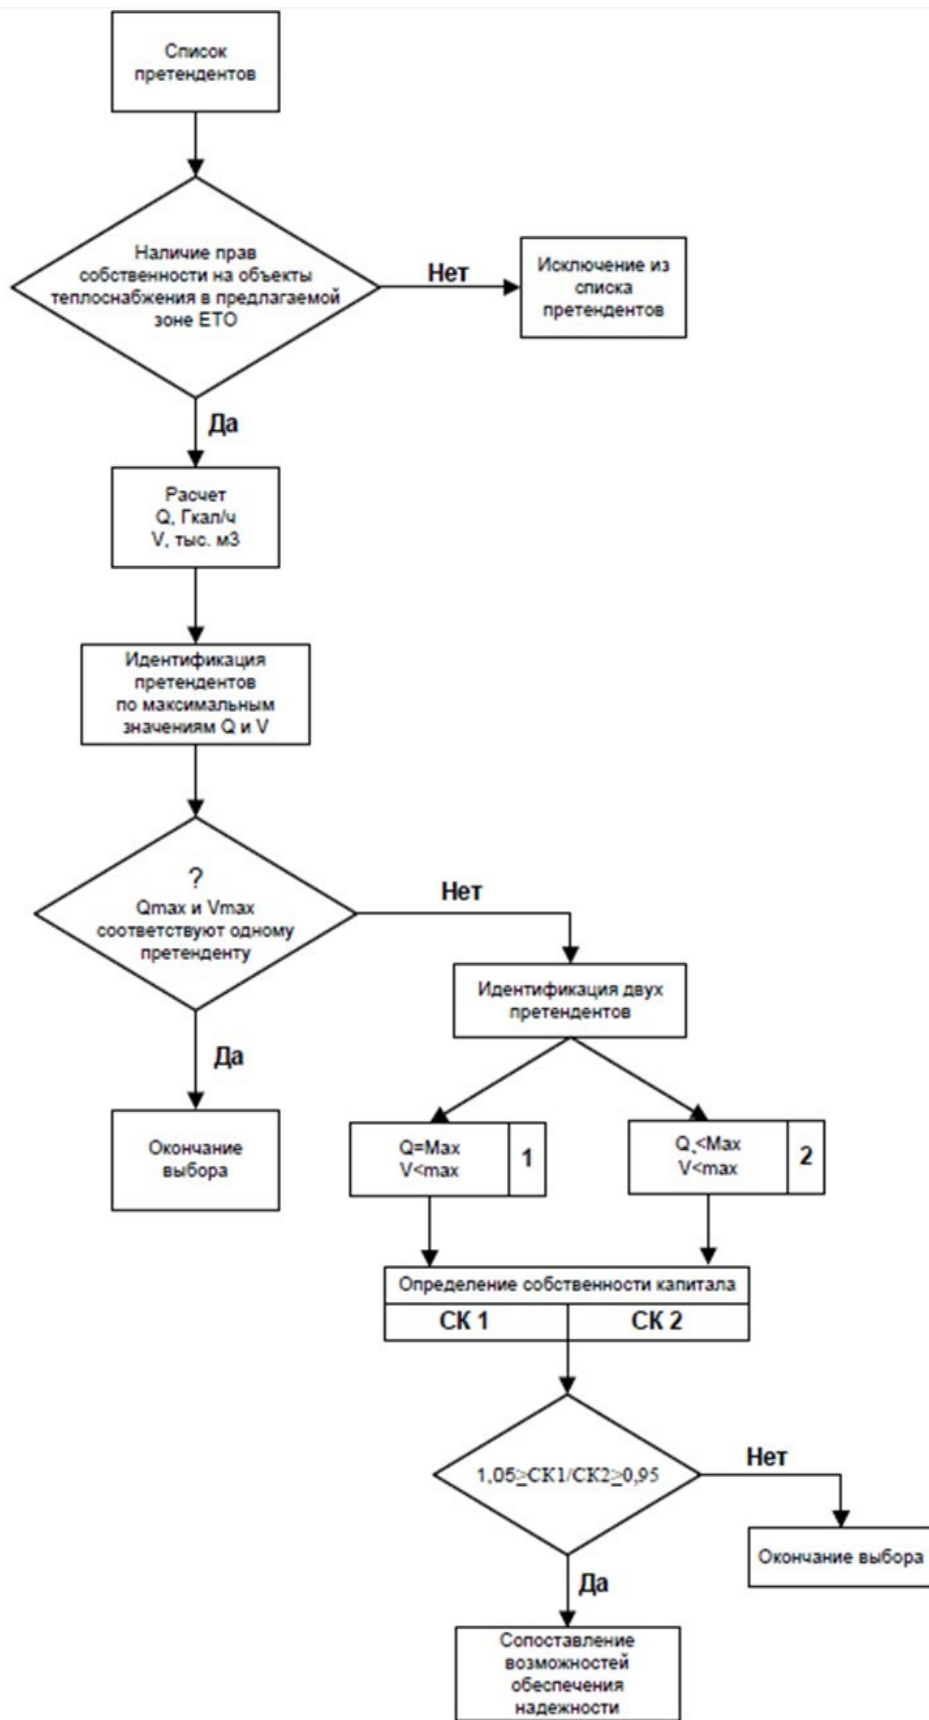 Список
претендентов
Наличие прав
собственности на объекты
теплоснабжения в предлагаемой
зоне ЕТО
Нет
Исключение из
списка
претендентов
Да
Расчет
Q, Гкал/ч
V, тыс. м3
Идентификация
претендентов
по максимальным
значениям Q и V
?
Qmax и Vmax
соответствуют одному
претенденту
Нет
Идентификация двух
претендентов
Да
Окончание
выбора
Q=Max
V<max
1
Q,<Max
V<max
2
Определение собственности капитала
СК 1
СК 2
1,05≥СК1/СК2≥0,95
Нет
Окончание выбора
Да
Сопоставление
возможностей
обеспечения
надежности